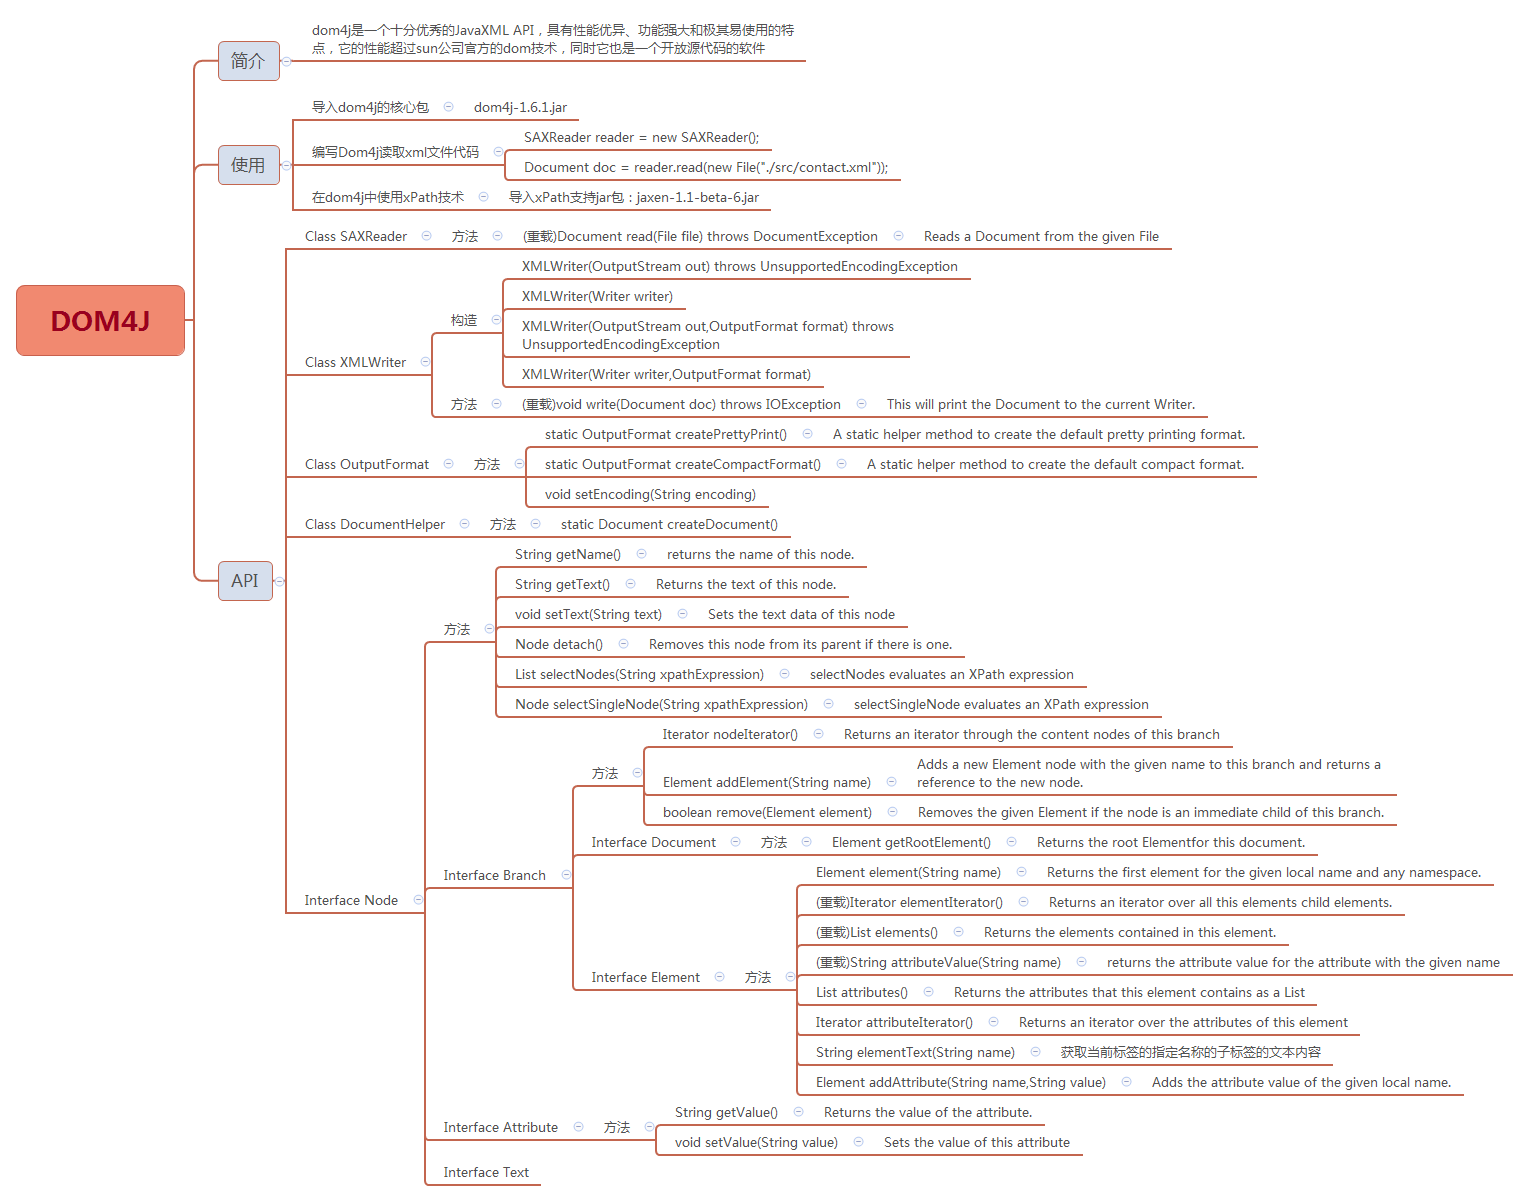 DOM4J
简介
dom4j是一个十分优秀的JavaXML API，具有性能优异、功能强大和极其易使用的特
点，它的性能超过sun公司官方的dom技术，同时它也是一个开放源代码的软件
使用
导入dom4j的核心包
dom4j-1.6.1.jar
编写Dom4j读取xml文件代码
SAXReader reader = new SAXReader();
Document doc = reader.read(new File("./src/contact.xml"));
在dom4j中使用xPath技术
导入xPath支持jar包：jaxen-1.1-beta-6.jar
API
Class SAXReader
方法
(重载)Document read(File file) throws DocumentException
Reads a Document from the given File
Class XMLWriter
构造
XMLWriter(OutputStream out) throws UnsupportedEncodingException
XMLWriter(Writer writer)
XMLWriter(OutputStream out,OutputFormat format) throws
UnsupportedEncodingException
XMLWriter(Writer writer,OutputFormat format)
方法
(重载)void write(Document doc) throws IOException
This will print the Document to the current Writer.
Class OutputFormat
方法
static OutputFormat createPrettyPrint()
A static helper method to create the default pretty printing format.
static OutputFormat createCompactFormat()
A static helper method to create the default compact format.
void setEncoding(String encoding)
Class DocumentHelper
方法
static Document createDocument()
Interface Node
方法
String getName()
returns the name of this node.
String getText()
Returns the text of this node.
void setText(String text)
Sets the text data of this node
Node detach()
Removes this node from its parent if there is one.
List selectNodes(String xpathExpression)
selectNodes evaluates an XPath expression
Node selectSingleNode(String xpathExpression)
selectSingleNode evaluates an XPath expression
Interface Branch
方法
Iterator nodeIterator()
Returns an iterator through the content nodes of this branch
Element addElement(String name)
Adds a new Element node with the given name to this branch and returns a
reference to the new node.
boolean remove(Element element)
Removes the given Element if the node is an immediate child of this branch.
Interface Document
方法
Element getRootElement()
Returns the root Elementfor this document.
Interface Element
方法
Element element(String name)
Returns the first element for the given local name and any namespace.
(重载)Iterator elementIterator()
Returns an iterator over all this elements child elements.
(重载)List elements()
Returns the elements contained in this element.
(重载)String attributeValue(String name)
returns the attribute value for the attribute with the given name
List attributes()
Returns the attributes that this element contains as a List
Iterator attributeIterator()
Returns an iterator over the attributes of this element
String elementText(String name)
获取当前标签的指定名称的子标签的文本内容
Element addAttribute(String name,String value)
Adds the attribute value of the given local name.
Interface Attribute
方法
String getValue()
Returns the value of the attribute.
void setValue(String value)
Sets the value of this attribute
Interface Text